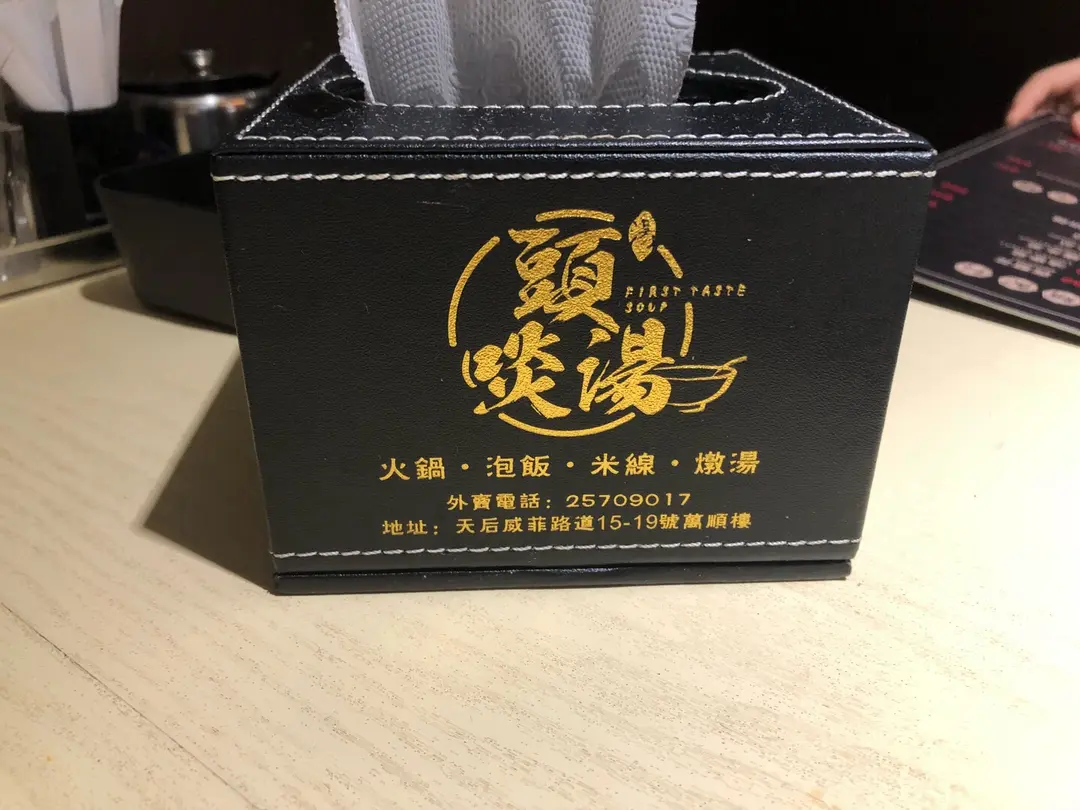 頭
啖湯
FIRST TASTE
SOUP
火鍋・泡飯・米線・燉湯
外賣電話：25709017
地址：天后威菲路道15-19號萬順樓